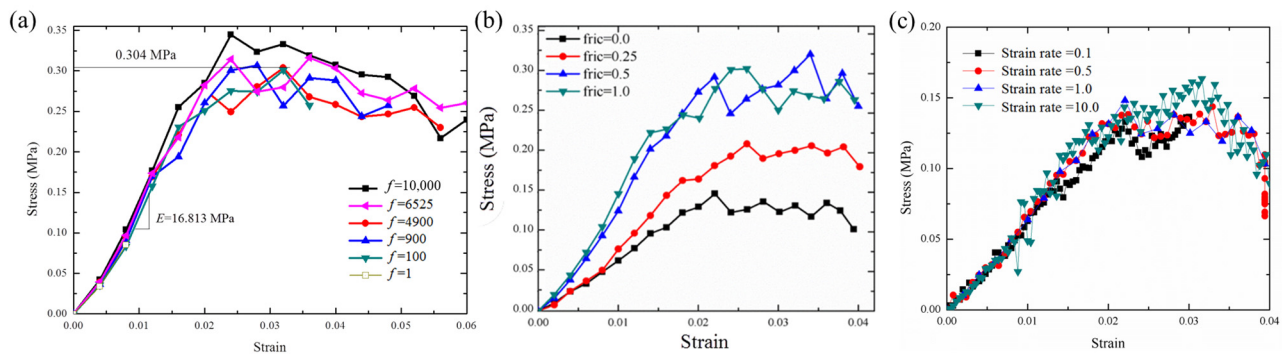 (a)
0.35
0.30
0.25
0.20
0.15
0.10
0.05
0.00
Stress (MPa)
0.304 MPa
E=16.813 MPa
f=10,000
f=6525
f=4900
f=900
f=100
f=1
0.00 0.01 0.02 0.03 0.04 0.05 0.06
Strain
(b)
0.35
0.30
0.25
0.20
0.15
0.10
0.05
0.00
Stress (MPa)
fric=0.0
fric=0.25
fric=0.5
fric=1.0
0.00 0.01 0.02 0.03 0.04
Strain
(c)
0.20
0.15
0.10
0.05
0.00
Stress (MPa)
Strain rate =0.1
Strain rate =0.5
Strain rate =1.0
Strain rate =10.0
0.00 0.01 0.02 0.03 0.04
Strain